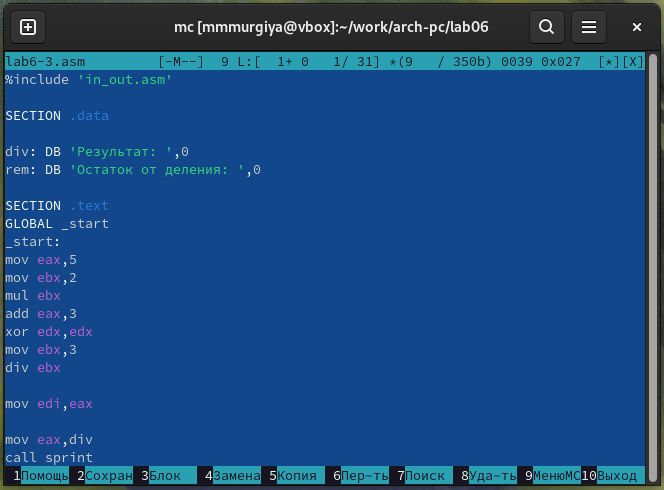 mc [mmmurgiya@vbox]:~/work/arch-pc/lab06
lab6-3.asm [-M--] 9 L:[ 1+ 0 1/ 31] *(9 / 350b) 0039 0x027 [*][X]
%include 'in_out.asm'
SECTION .data
div: DB 'Результат: ',0
rem: DB 'Остаток от деления: ',0
SECTION .text
GLOBAL _start
_start:
mov eax,5
mov ebx,2
mul ebx
add eax,3
xor edx,edx
mov ebx,3
div ebx
mov edi,eax
mov eax,div
call sprint
1Помощь 2Сохран 3Блок 4Замена 5Копия 6Пер~ть 7Поиск 8Уда~ть 9МенюМС 10Выход